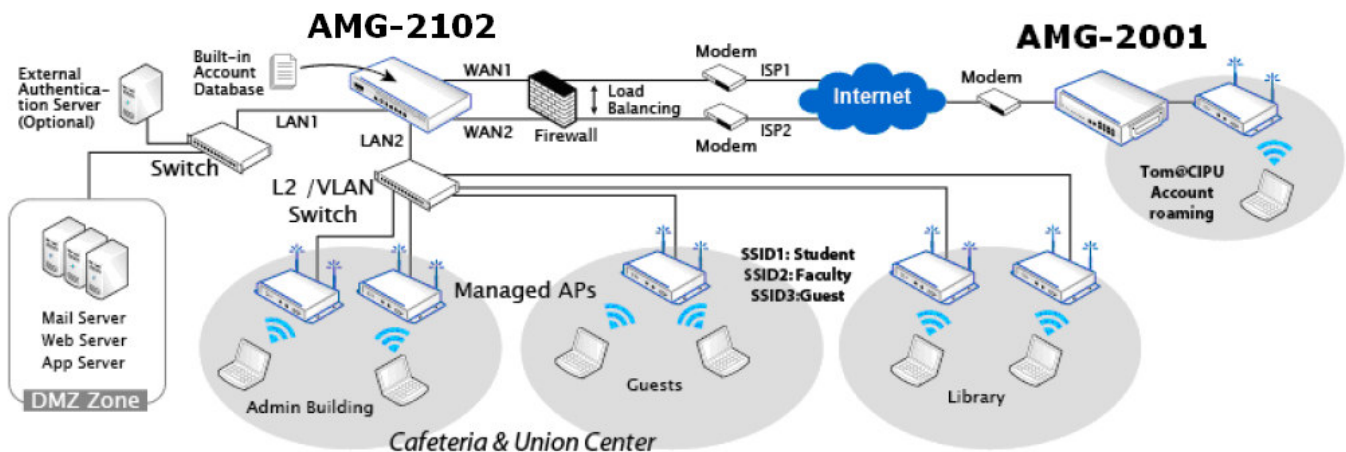 AMG-2102
AMG-2001
External
Authentica-
tion Server
(Optional)
Built-in
Account
Database
WAN1
WAN2
LAN1
LAN2
Firewall
Load
Balancing
Modem
ISP1
ISP2
Modem
Internet
Modem
Switch
L2 /VLAN
Switch
Tom@CIPU
Account
roaming
Mail Server
Web Server
App Server
DMZ Zone
Managed APs
Admin Building
SSID1: Student
SSID2: Faculty
SSID3:Guest
Guests
Library
Cafeteria & Union Center